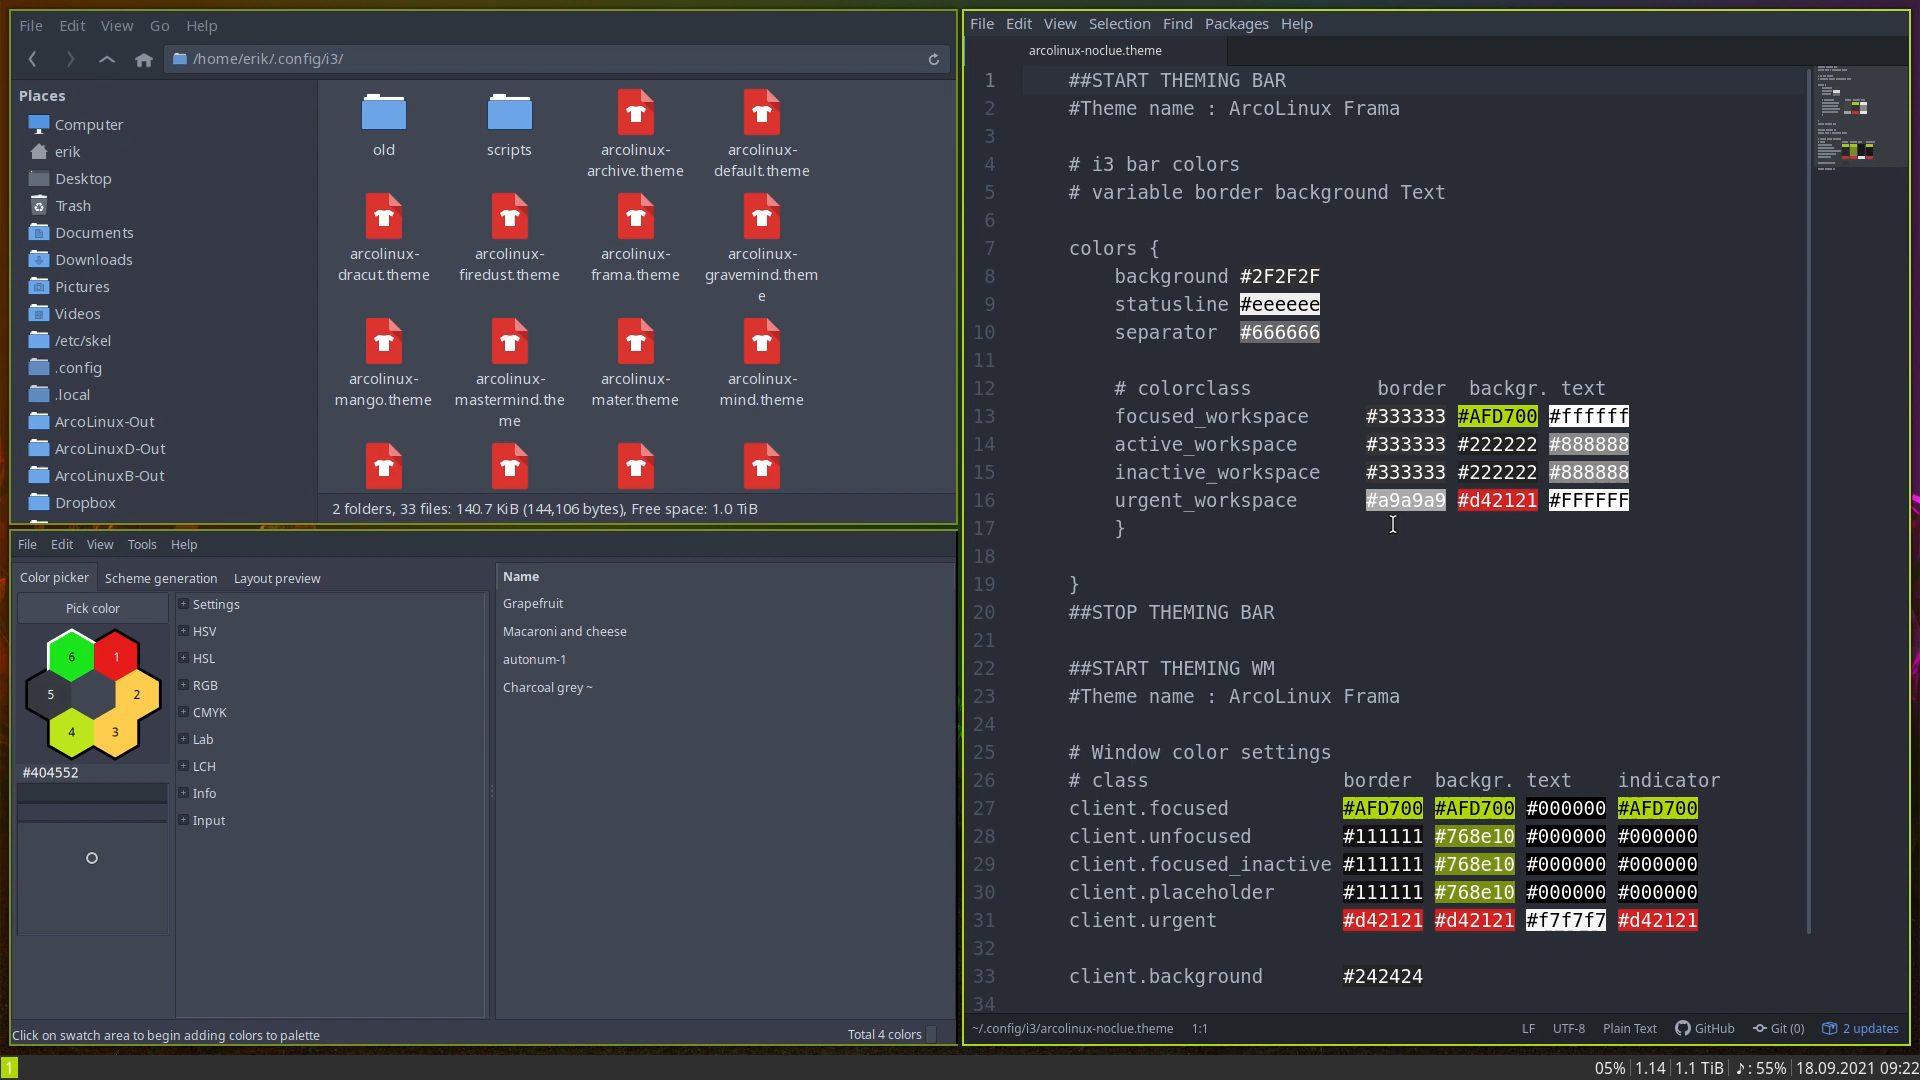 File Edit View Go Help
/home/erik/.config/i3/
Places
Computer
erik
Desktop
Trash
Documents
Downloads
Pictures
Videos
/etc/skel
.config
.local
ArcoLinux-Out
ArcoLinuxD-Out
ArcoLinuxB-Out
Dropbox
old
scripts
arcolinux-
archive.theme
arcolinux-
default.theme
arcolinux-
dracut.theme
arcolinux-
firedust.theme
arcolinux-
frama.theme
arcolinux-
gravemind.them
e
arcolinux-
mango.theme
arcolinux-
mastermind.the
me
arcolinux-
mater.theme
arcolinux-
mind.theme
2 folders, 33 files: 140.7 KiB (144,106 bytes), Free space: 1.0 TiB
File Edit View Tools Help
Color picker Scheme generation Layout preview
Pick color
6 1
5 2
4 3
#404552
Settings
HSV
HSL
RGB
CMYK
Lab
LCH
Info
Input
Name
Grapefruit
Macaroni and cheese
autonum-1
Charcoal grey ~
Click on swatch area to begin adding colors to palette
Total 4 colors
File Edit View Selection Find Packages Help
arcolinux-noclue.theme
1 ##START THEMING BAR
2 #Theme name : ArcoLinux Frama
3
4 # i3 bar colors
5 # variable border background Text
6
7 colors {
8 background #2F2F2F
9 statusline #eeeeee
10 separator #666666
11
12 # colorclass border backgr. text
13 focused_workspace #333333 #AFD700 #ffffff
14 active_workspace #333333 #222222 #888888
15 inactive_workspace #333333 #222222 #888888
16 urgent_workspace #a9a9a9 #d42121 #FFFFFF
17 }
18
19 }
20 ##STOP THEMING BAR
21
22 ##START THEMING WM
23 #Theme name : ArcoLinux Frama
24
25 # Window color settings
26 # class border backgr. text indicator
27 client.focused #AFD700 #AFD700 #000000 #AFD700
28 client.unfocused #111111 #768e10 #000000 #000000
29 client.focused_inactive #111111 #768e10 #000000 #000000
30 client.placeholder #111111 #768e10 #000000 #000000
31 client.urgent #d42121 #d42121 #f7f7f7 #d42121
32
33 client.background #242424
34
~/.config/i3/arcolinux-noclue.theme 1:1 LF UTF-8 Plain Text GitHub Git (0) 2 updates
1
05% 1.14 1.1 TiB ♪: 55% 18.09.2021 09:22